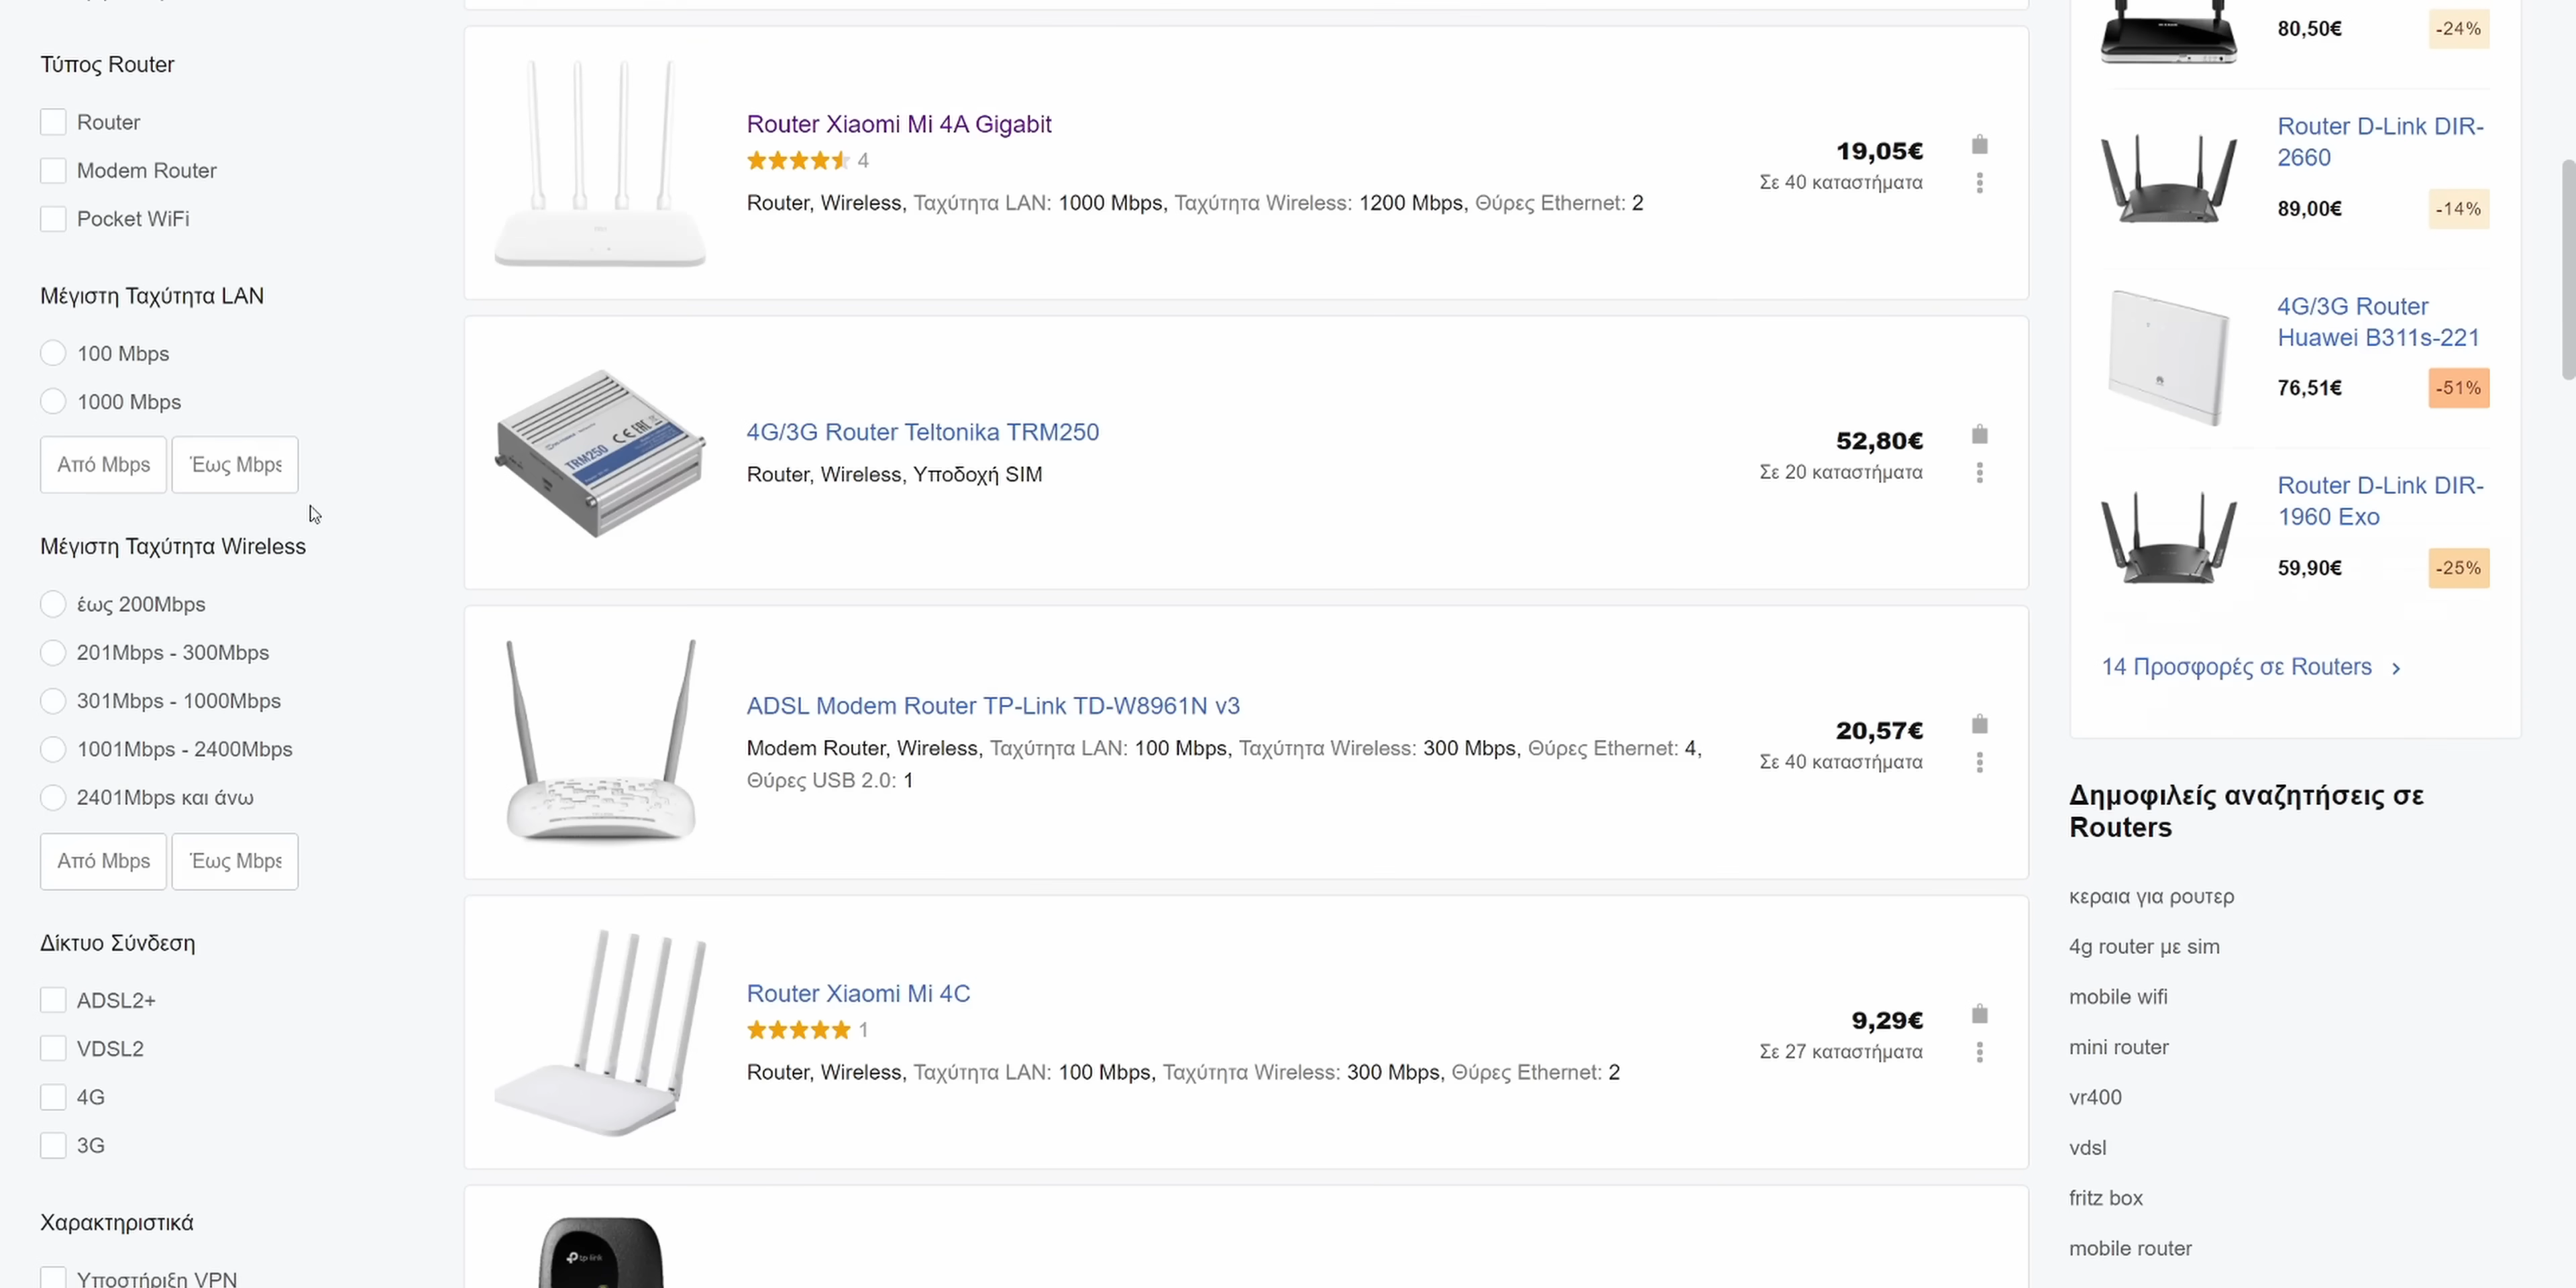 Τύπος Router
Router
Modem Router
Pocket WiFi
Μέγιστη Ταχύτητα LAN
100 Mbps
1000 Mbps
Από Mbps Έως Mbps
Μέγιστη Ταχύτητα Wireless
έως 200Mbps
201Mbps - 300Mbps
301Mbps - 1000Mbps
1001Mbps - 2400Mbps
2401Mbps και άνω
Από Mbps Έως Mbps
Δίκτυο Σύνδεση
ADSL2+
VDSL2
4G
3G
Χαρακτηριστικά
Υποστήριξη VPN
Router Xiaomi Mi 4A Gigabit
4
Router, Wireless, Ταχύτητα LAN: 1000 Mbps, Ταχύτητα Wireless: 1200 Mbps, Θύρες Ethernet: 2
19,05€
Σε 40 καταστήματα
TRM250
4G/3G Router Teltonika TRM250
Router, Wireless, Υποδοχή SIM
52,80€
Σε 20 καταστήματα
ADSL Modem Router TP-Link TD-W8961N v3
Modem Router, Wireless, Ταχύτητα LAN: 100 Mbps, Ταχύτητα Wireless: 300 Mbps, Θύρες Ethernet: 4,
Θύρες USB 2.0: 1
20,57€
Σε 40 καταστήματα
Router Xiaomi Mi 4C
1
Router, Wireless, Ταχύτητα LAN: 100 Mbps, Ταχύτητα Wireless: 300 Mbps, Θύρες Ethernet: 2
9,29€
Σε 27 καταστήματα
tp-link
80,50€ -24%
Router D-Link DIR-
2660
89,00€ -14%
4G/3G Router
Huawei B311s-221
76,51€ -51%
Router D-Link DIR-
1960 Exo
59,90€ -25%
14 Προσφορές σε Routers
Δημοφιλείς αναζητήσεις σε
Routers
κεραια για ρουτερ
4g router με sim
mobile wifi
mini router
vr400
vdsl
fritz box
mobile router